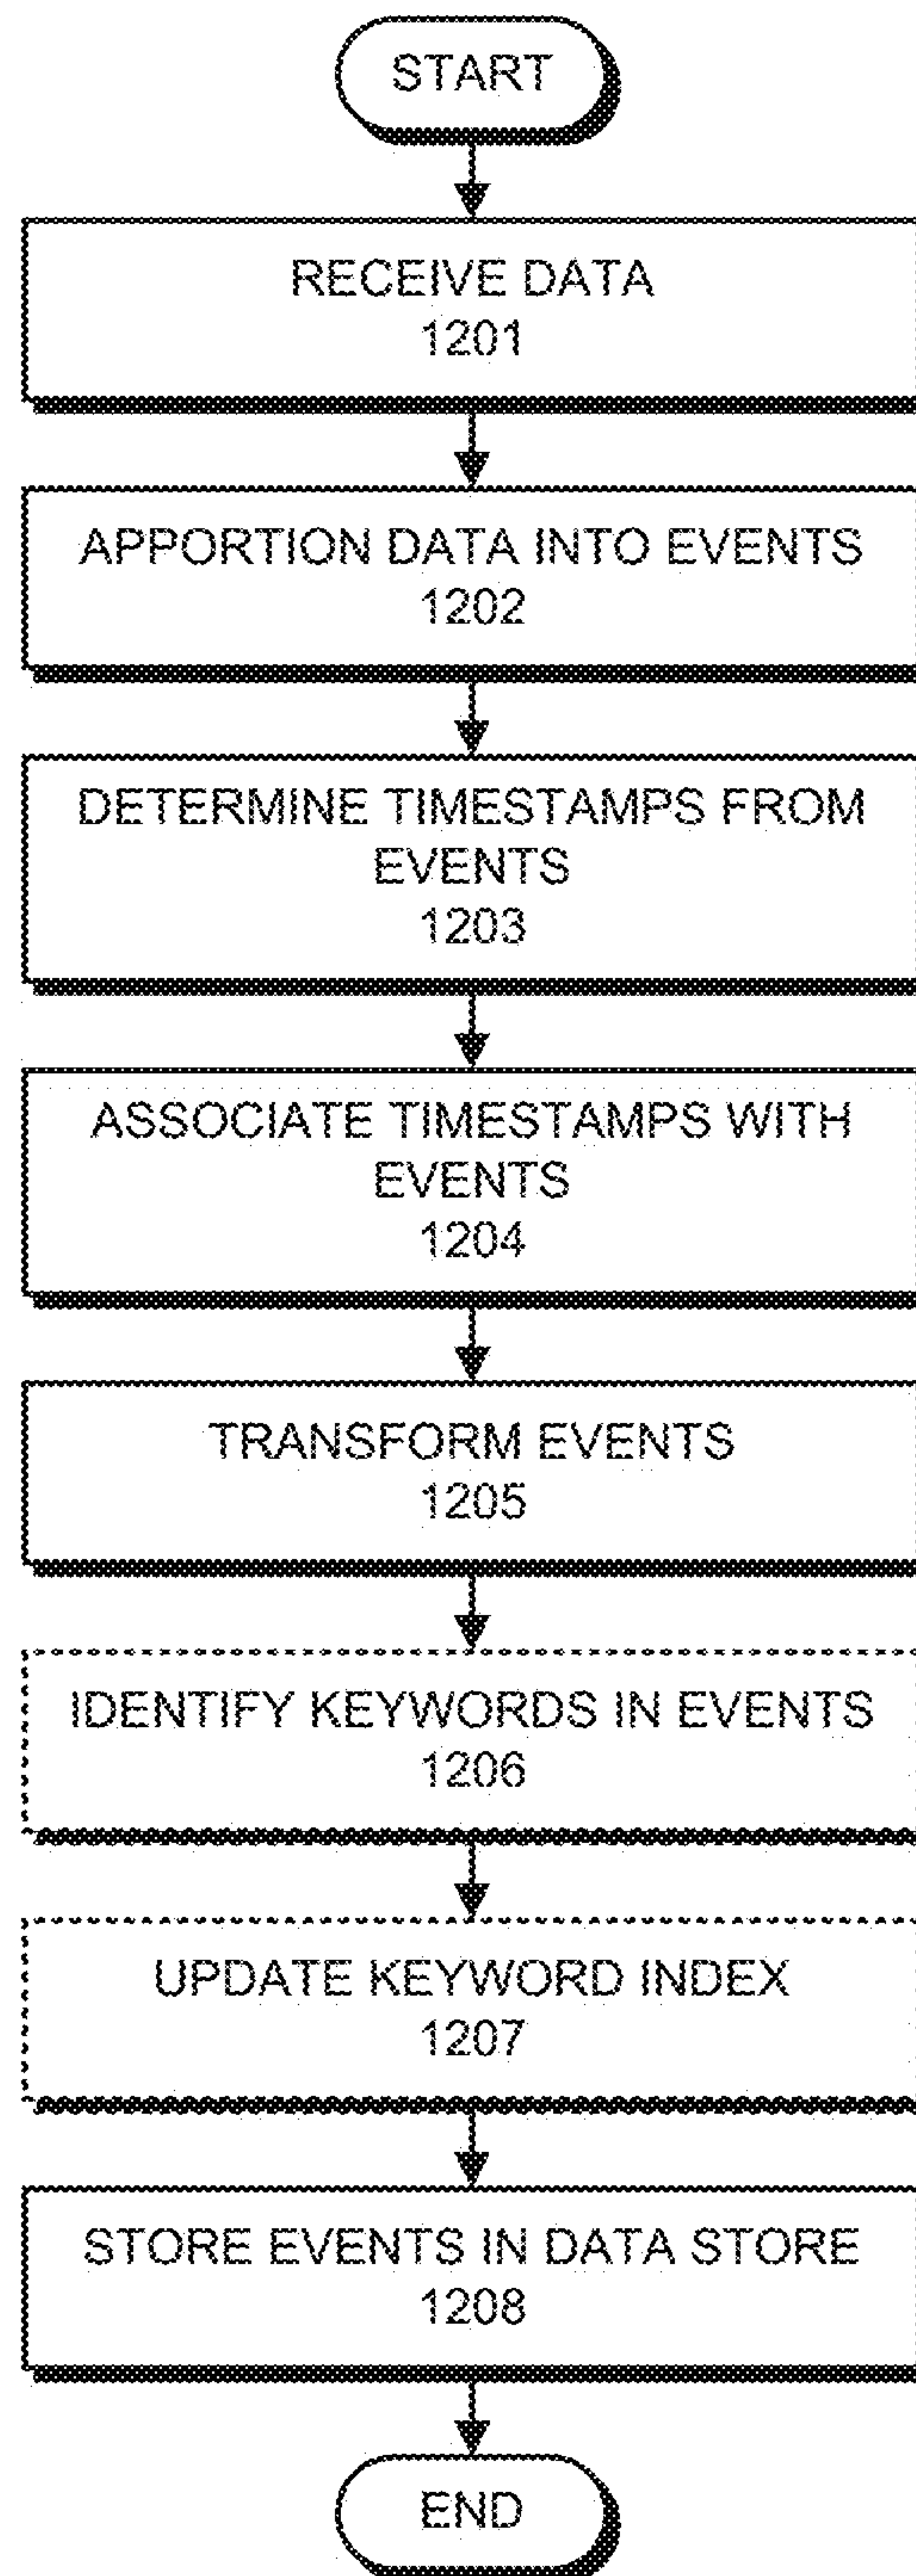 START
RECEIVE DATA
1201
APPORTION DATA INTO EVENTS
1202
DETERMINE TIMESTAMPS FROM
EVENTS
1203
ASSOCIATE TIMESTAMPS WITH
EVENTS
1204
TRANSFORM EVENTS
1205
IDENTIFY KEYWORDS IN EVENTS
1206
UPDATE KEYWORD INDEX
1207
STORE EVENTS IN DATA STORE
1208
END